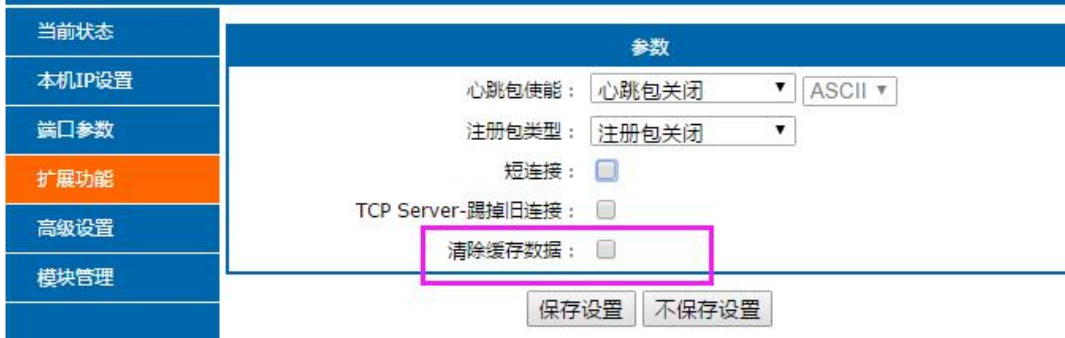 当前状态
本机IP设置
端口参数
扩展功能
高级设置
模块管理
参数
心跳包使能： 心跳包关闭 ASCII
注册包类型： 注册包关闭
短连接：
TCP Server-踢掉旧连接：
清除缓存数据：
保存设置 不保存设置